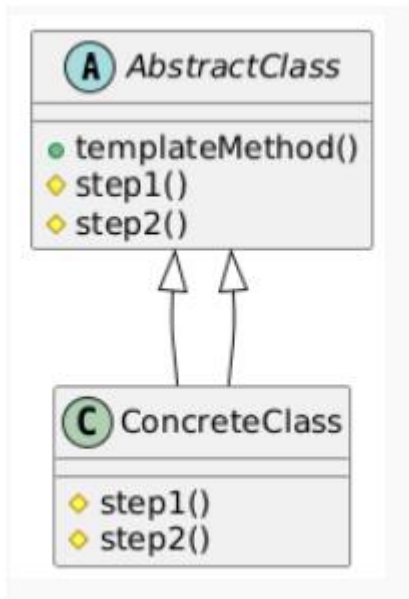 A AbstractClass
templateMethod()
step1()
step2()
C ConcreteClass
step1()
step2()